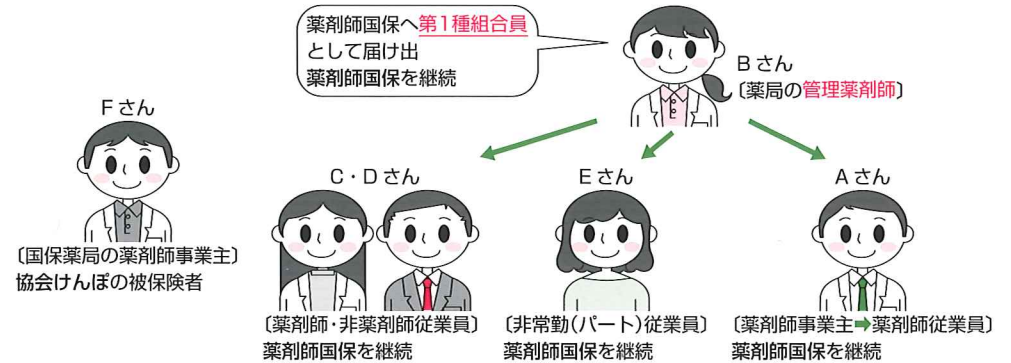 薬剤師国保へ第1種組合員
として届け出
薬剤師国保を継続
Bさん
〔薬局の管理薬剤師〕
Fさん
〔国保薬局の薬剤師事業主〕
協会けんぽの被保険者
C・Dさん
〔薬剤師・非薬剤師従業員〕
薬剤師国保を継続
Eさん
〔非常勤(パート)従業員〕
薬剤師国保を継続
Aさん
〔薬剤師事業主➡薬剤師従業員〕
薬剤師国保を継続